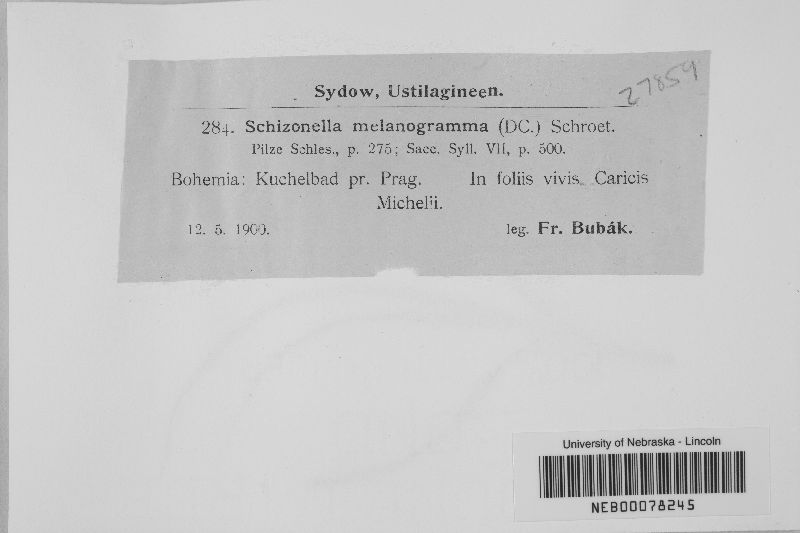 Sydow, Ustilagineen.
27859
284. Schizonella melanogramma (DC.) Schroet.
Pilze Schles., p. 275; Sacc. Syll. VII, p. 500.
Bohemia: Kuchelbad pr. Prag. In foliis vivis Caricis
Michelii.
12. 5. 1900.
leg. Fr. Bubák.
University of Nebraska - Lincoln
NEB00078245